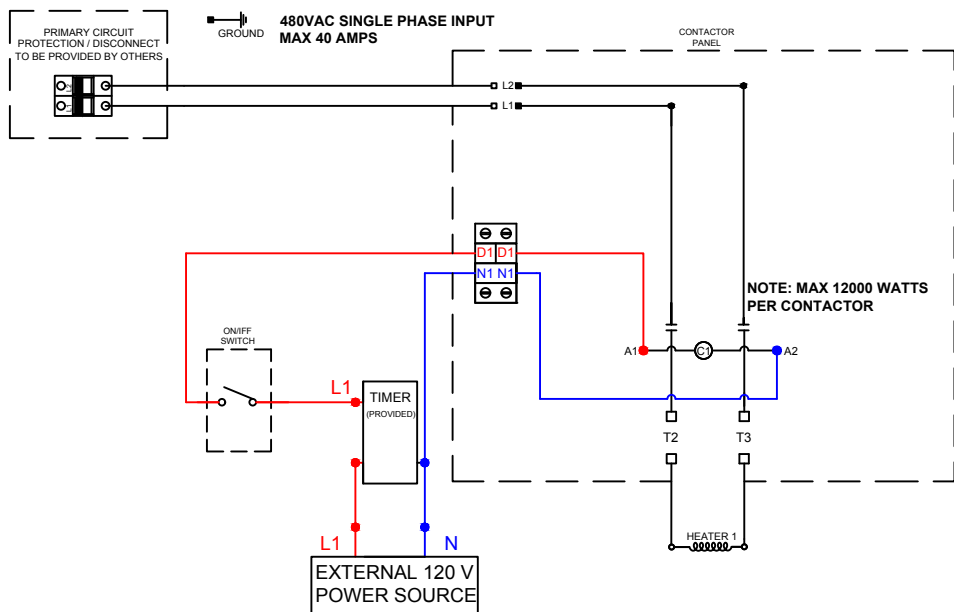 PRIMARY CIRCUIT
PROTECTION / DISCONNECT
TO BE PROVIDED BY OTHERS
L2
L1
GROUND
480VAC SINGLE PHASE INPUT
MAX 40 AMPS
CONTACTOR
PANEL
L2
L1
D1 D1
N1 N1
NOTE: MAX 12000 WATTS
PER CONTACTOR
A1
C1
A2
ON/IFF
SWITCH
L1
TIMER
(PROVIDED)
T2
T3
HEATER 1
L1
N
EXTERNAL 120 V
POWER SOURCE